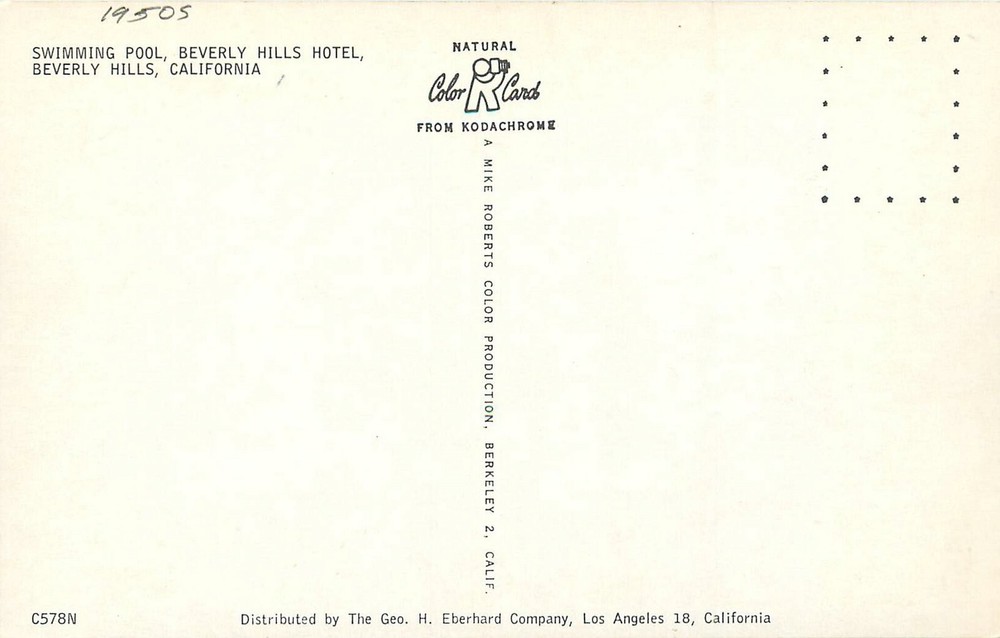 1950S
SWIMMING POOL, BEVERLY HILLS HOTEL,
BEVERLY HILLS, CALIFORNIA
NATURAL
Color Card
FROM KODACHROME
A MIKE ROBERTS COLOR PRODUCTION, BERKELEY 2, CALIF.
C578N
Distributed by The Geo. H. Eberhard Company, Los Angeles 18, California